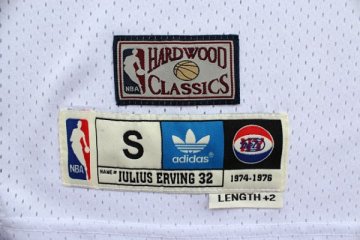 HARDWOOD
NBA
CLASSICS
NBA
S
adidas
NAME #
JULIUS ERVING 32
1974-1976
LENGTH +2